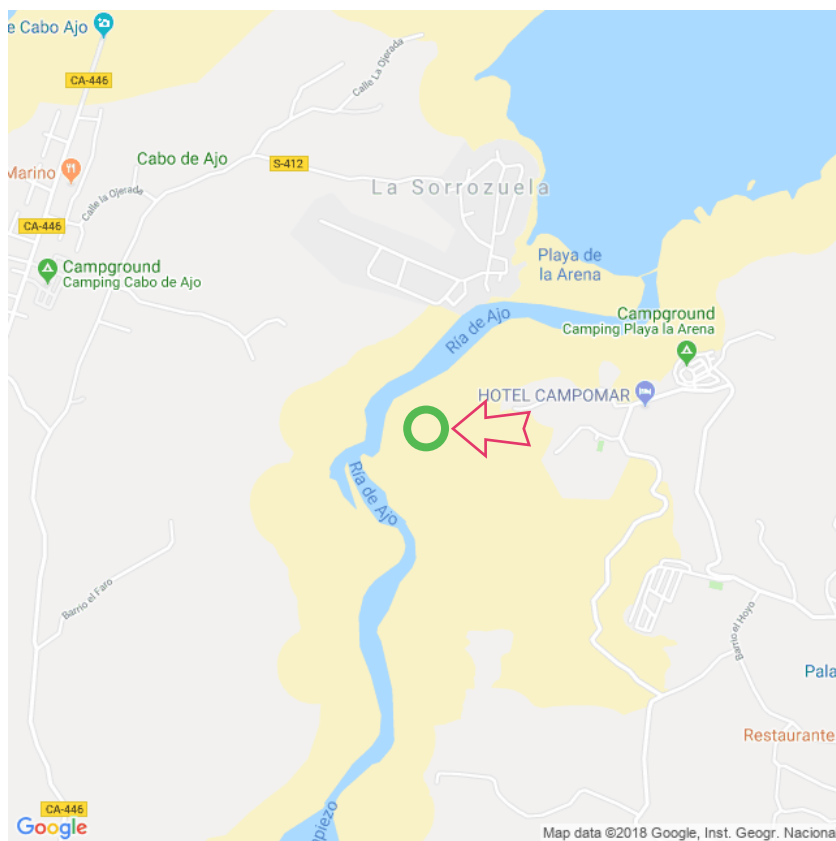 e Cabo Ajo
CA-446
Calle La Ojerada
Cabo de Ajo
S-412
Marino
La Sorrozuela
Calle la Ojerada
CA-446
Playa de
la Arena
Campground
Camping Cabo de Ajo
Ría de Ajo
Campground
Camping Playa la Arena
HOTEL CAMPOMAR
Ría de Ajo
Barrio el Faro
Barrio el Hoyo
Pala
Restaurante
CA-446
Google
npiezo
Map data ©2018 Google, Inst. Geogr. Naciona